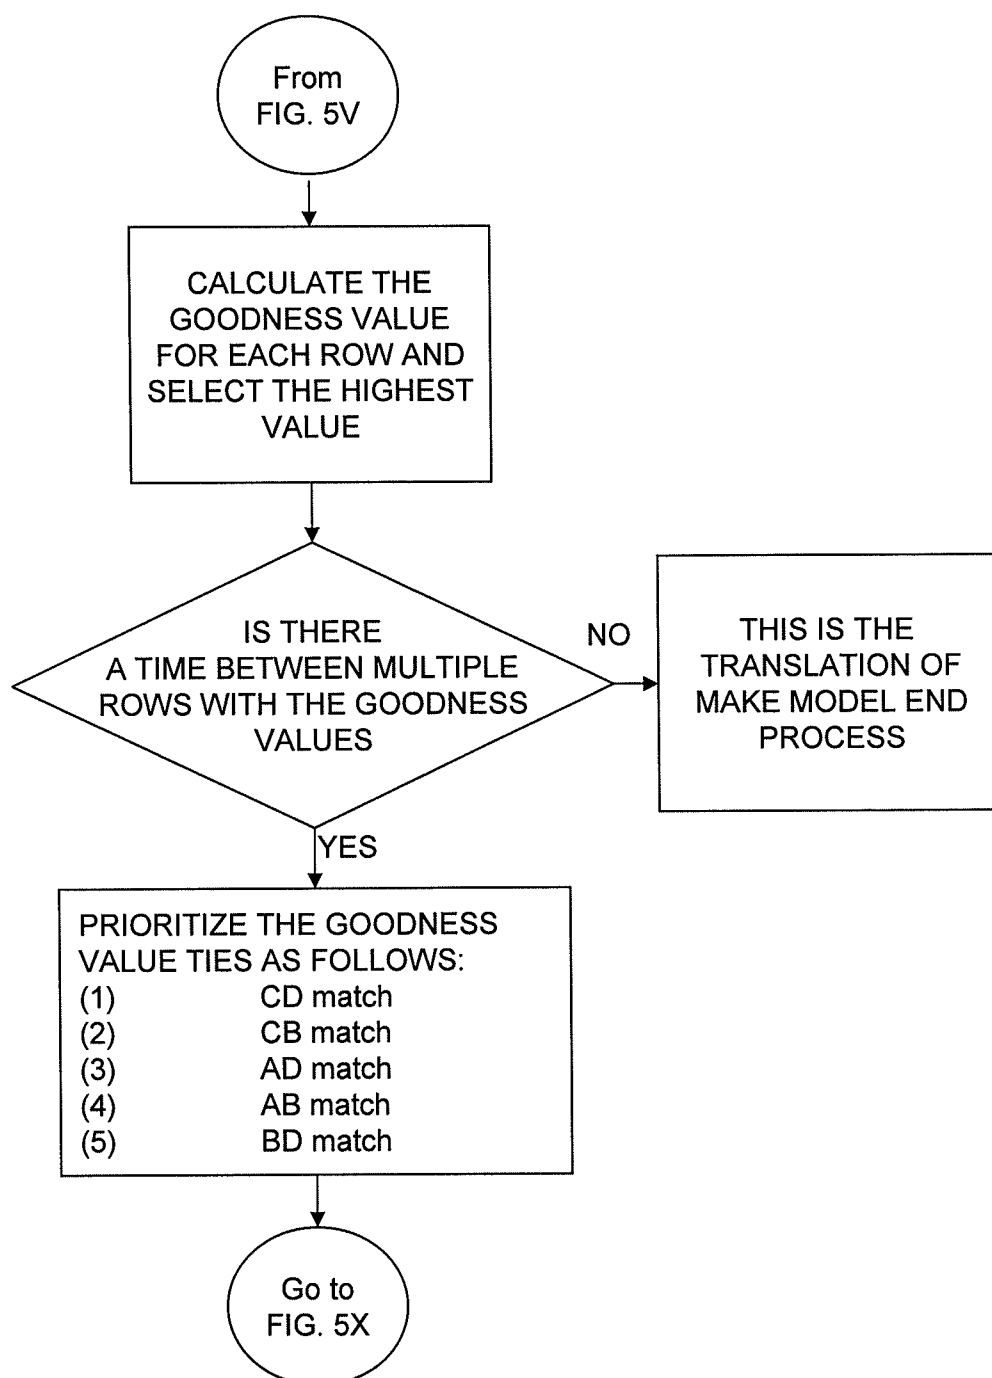 From
FIG. 5V
CALCULATE THE
GOODNESS VALUE
FOR EACH ROW AND
SELECT THE HIGHEST
VALUE
IS THERE
A TIME BETWEEN MULTIPLE
ROWS WITH THE GOODNESS
VALUES
NO
THIS IS THE
TRANSLATION OF
MAKE MODEL END
PROCESS
YES
PRIORITIZE THE GOODNESS
VALUE TIES AS FOLLOWS:
(1) CD match
(2) CB match
(3) AD match
(4) AB match
(5) BD match
Go to
FIG. 5X